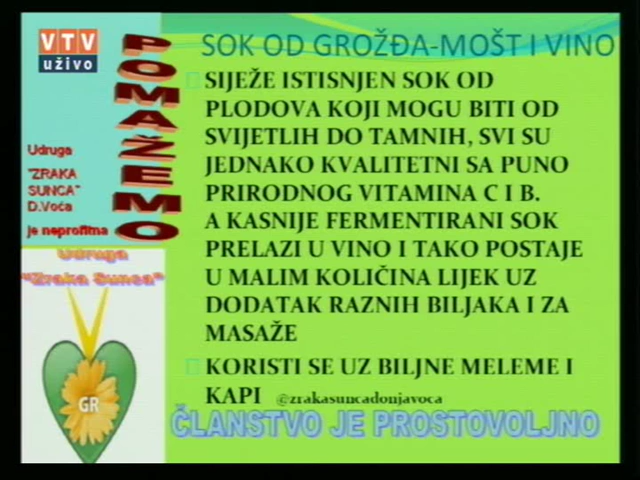 VTV
uživo
POMAŽEMO
Udruga
"ZRAKA
SUNCA"
D.Voća
je neprofitna
Udruga
"Zraka Sunca"
GR
SOK OD GROŽĐA-MOŠT I VINO
SIJEŽE ISTISNJEN SOK OD
PLODOVA KOJI MOGU BITI OD
SVIJETLIH DO TAMNIH, SVI SU
JEDNAKO KVALITETNI SA PUNO
PRIRODNOG VITAMINA C I B.
A KASNIJE FERMENTIRANI SOK
PRELAZI U VINO I TAKO POSTAJE
U MALIM KOLIČINA LIJEK UZ
DODATAK RAZNIH BILJAKA I ZA
MASAŽE
KORISTI SE UZ BILJNE MELEME I
KAPI @zrakasuncadonjavoca
ČLANSTVO JE PROSTOVOLJNO